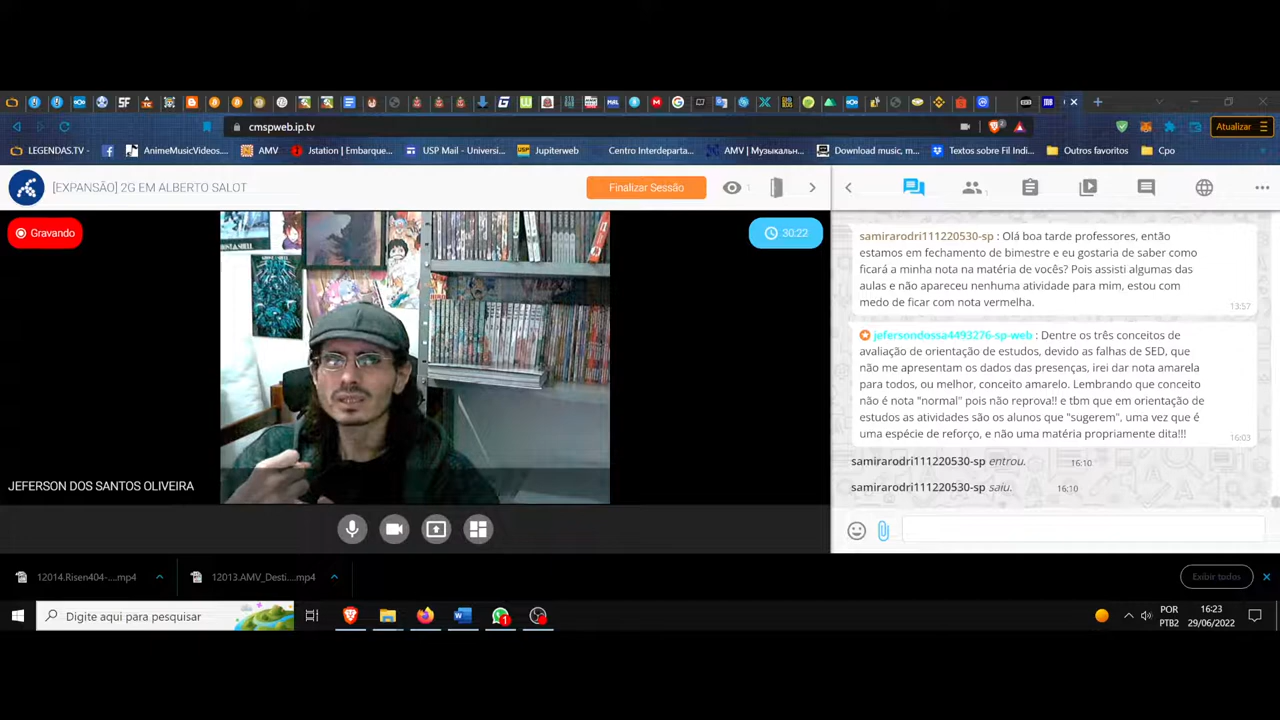 cmspweb.ip.tv
Atualizar
LEGENDAS.TV -
AnimeMusicVideos...
AMV
Jstation | Embarque...
USP Mail - Universi...
Jupiterweb
Centro Interescolar...
AMV | Музыкальн...
Download music, m...
Textos sobre Fil Indi...
Outros favoritos
Cpo
[EXPANSÃO] 2G EM ALBERTO SALOT
Finalizar Sessão
1
1
Gravando
30:22
JEFERSON DOS SANTOS OLIVEIRA
samirarodri111220530-sp : Olá boa tarde professores, então
estamos em fechamento de bimestre e eu gostaria de saber como
ficará a minha nota na matéria de vocês? Pois assisti algumas das
aulas e não apareceu nenhuma atividade para mim, estou com
medo de ficar com nota vermelha.
13:57
jefersondossa4493276-sp-web : Dentre os três conceitos de
avaliação de orientação de estudos, devido as falhas de SED, que
não me apresentam os dados das presenças, irei dar nota amarela
para todos, ou melhor, conceito amarelo. Lembrando que conceito
não é nota "normal" pois não reprova!! e tbm que em orientação de
estudos as atividades são os alunos que "sugerem", uma vez que é
uma espécie de reforço, e não uma matéria propriamente dita!!!
16:03
samirarodri111220530-sp entrou. 16:10
samirarodri111220530-sp saiu. 16:10
12014.Risen404-....mp4
12013.AMV_Desti....mp4
Exibir todos
Digite aqui para pesquisar
POR
PTB2
16:23
29/06/2022